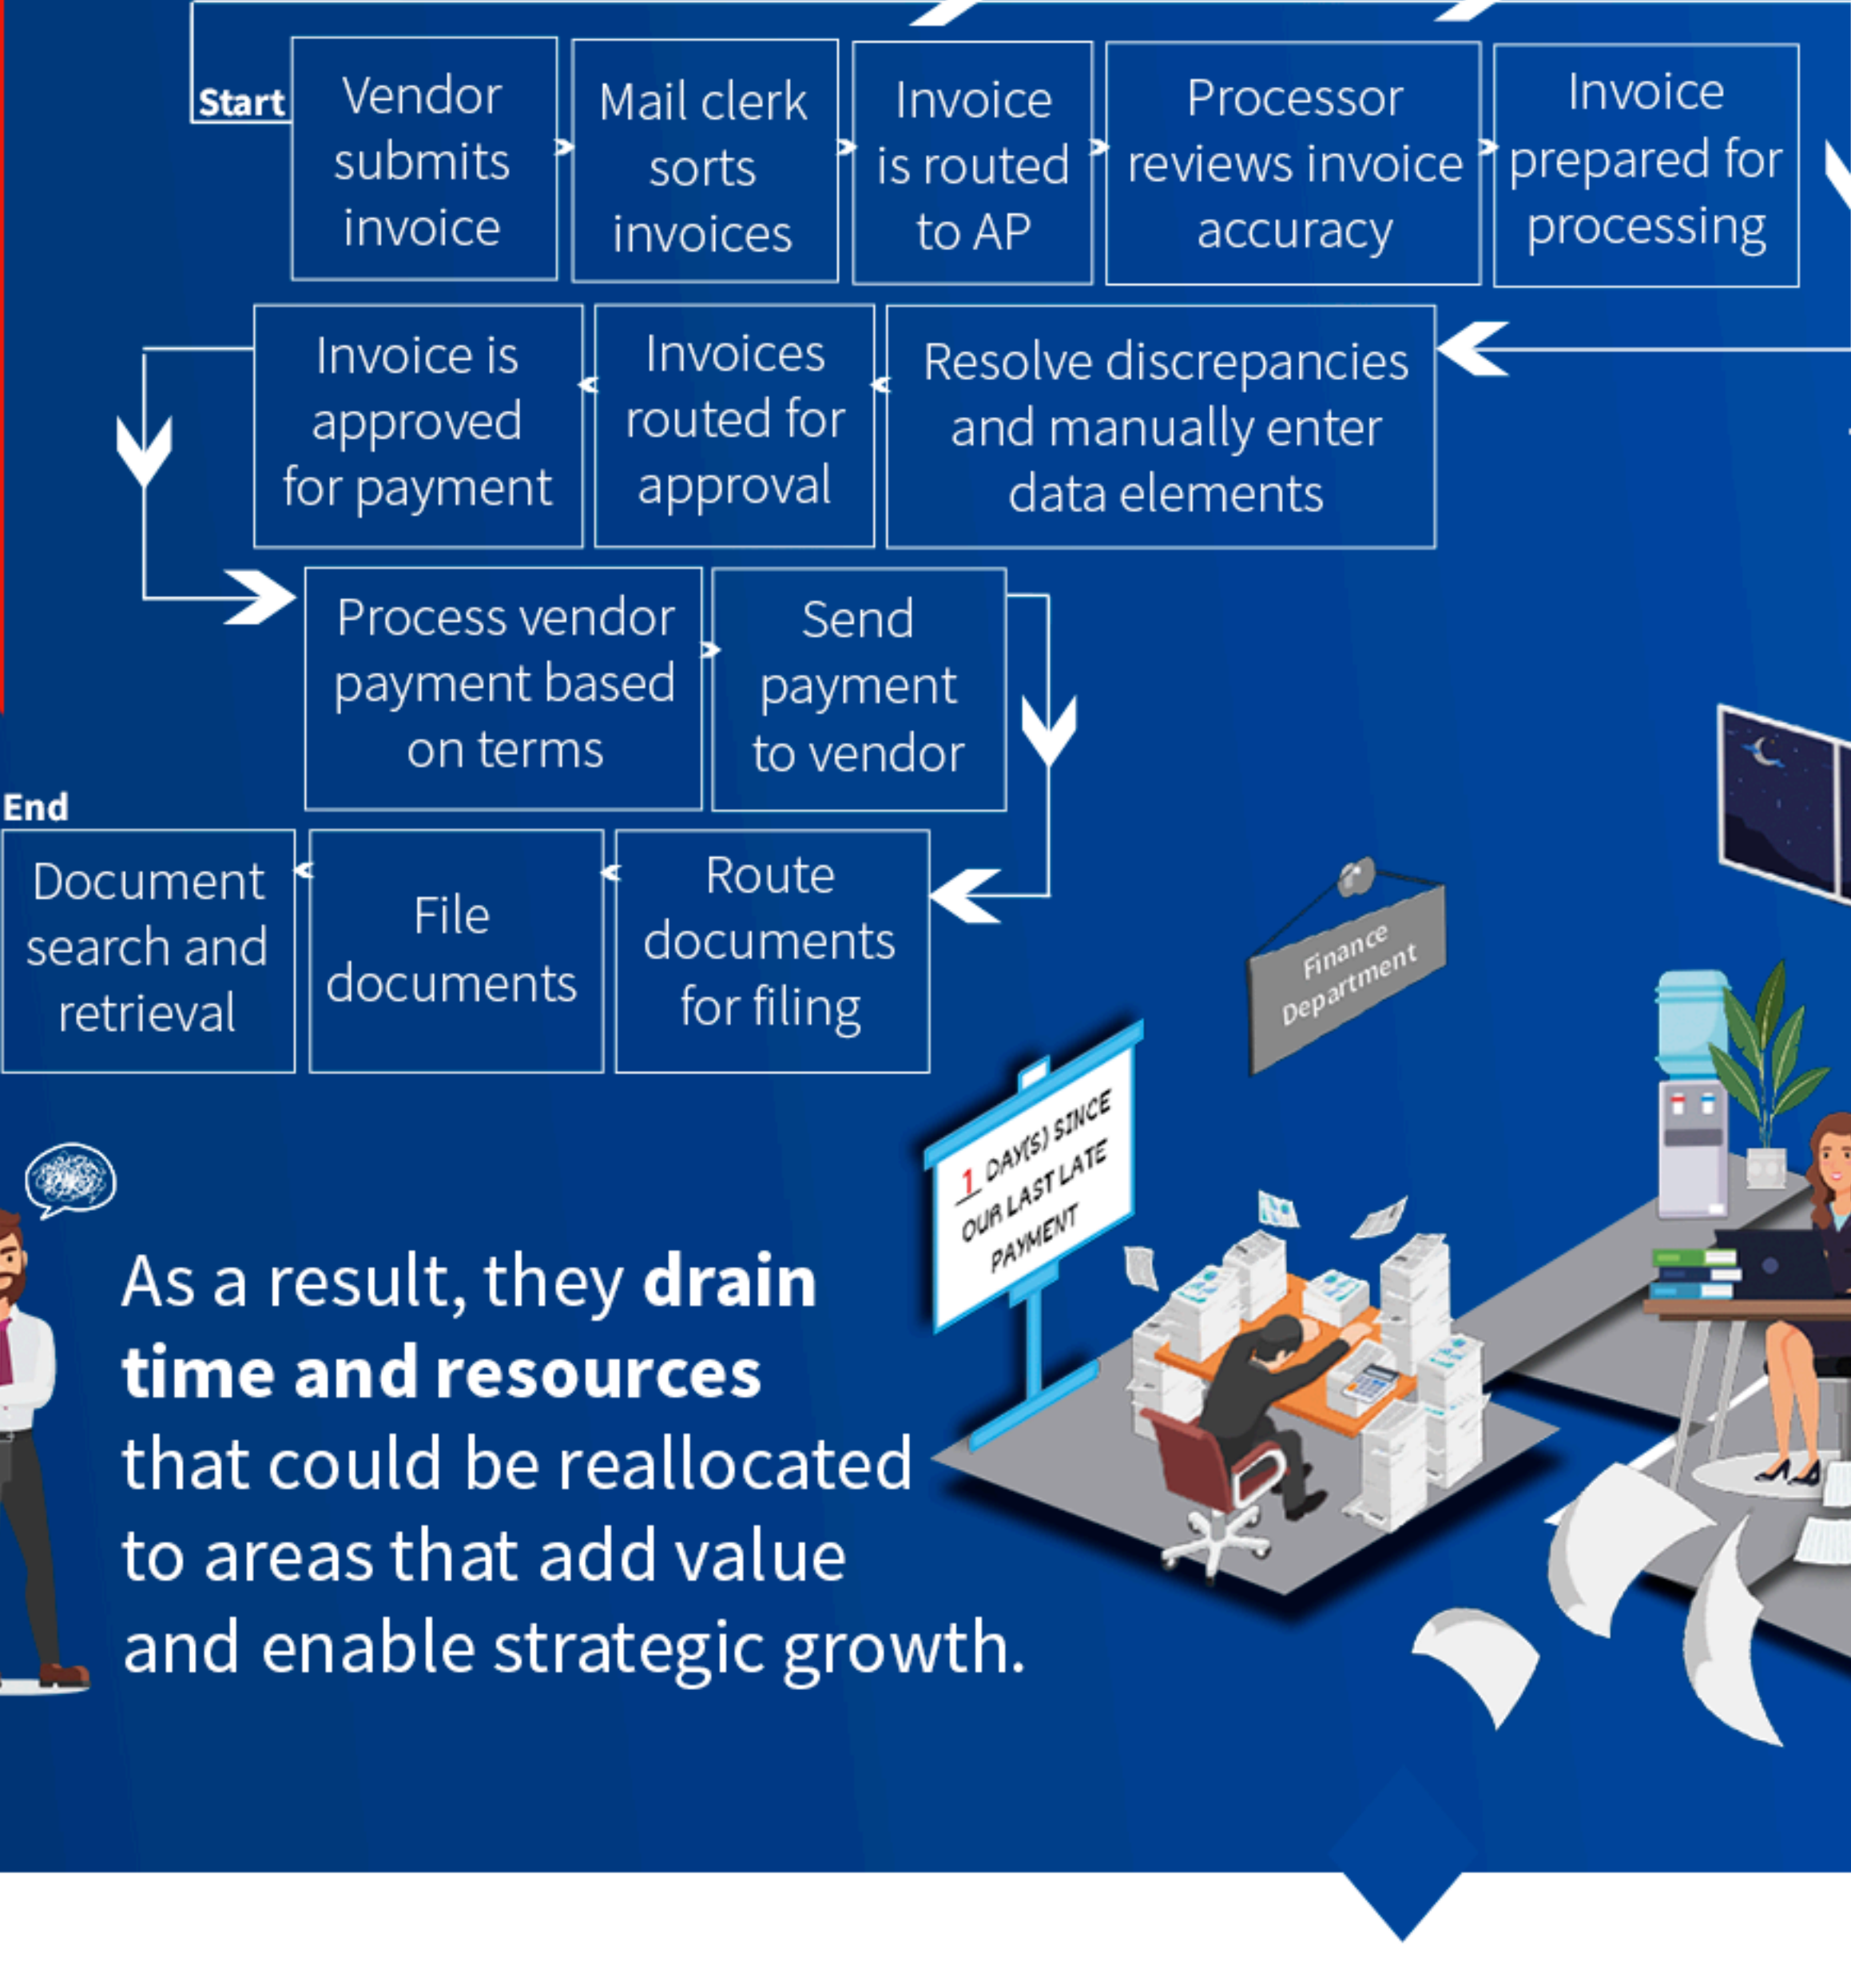 Start
Vendor
submits
invoice
Mail clerk
sorts
invoices
Invoice
is routed
to AP
Processor
reviews invoice
accuracy
Invoice
prepared for
processing
Resolve discrepancies
and manually enter
data elements
Invoices
routed for
approval
Invoice is
approved
for payment
Process vendor
payment based
on terms
Send
payment
to vendor
Route
documents
for filing
File
documents
End
Document
search and
retrieval
Finance
Department
1 DAY(S) SINCE
OUR LAST LATE
PAYMENT
As a result, they drain
time and resources
that could be reallocated
to areas that add value
and enable strategic growth.